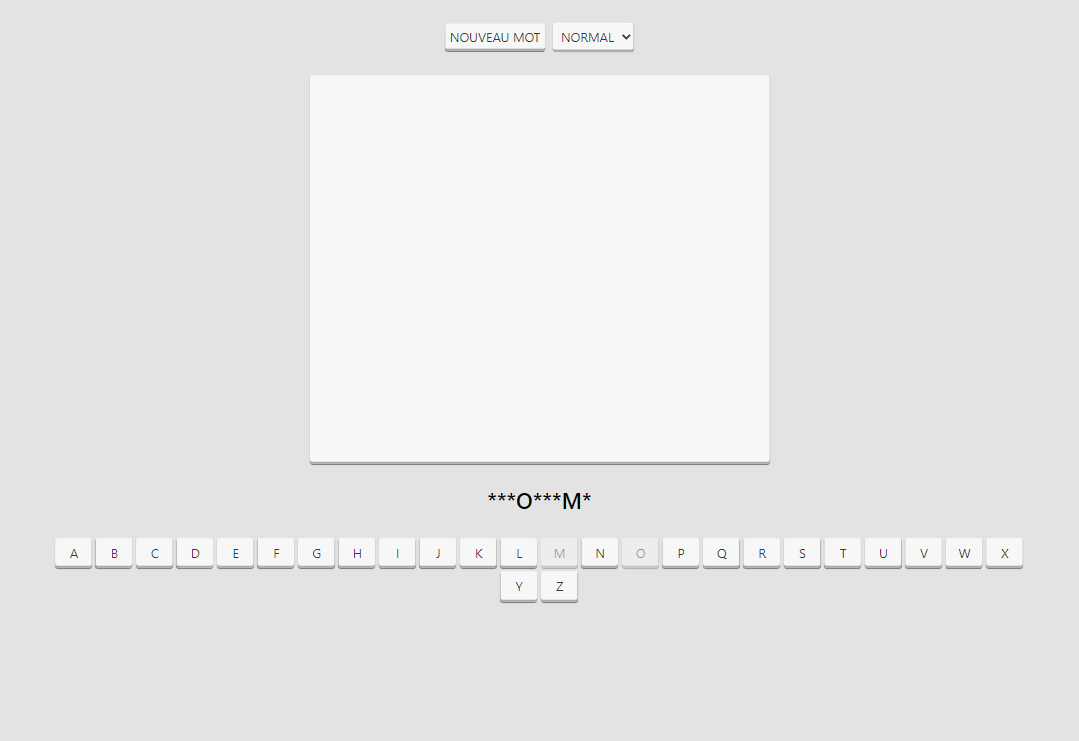 NOUVEAU MOT NORMAL
***O***M*
A B C D E F G H I J K L M N O P Q R S T U V W X
Y Z